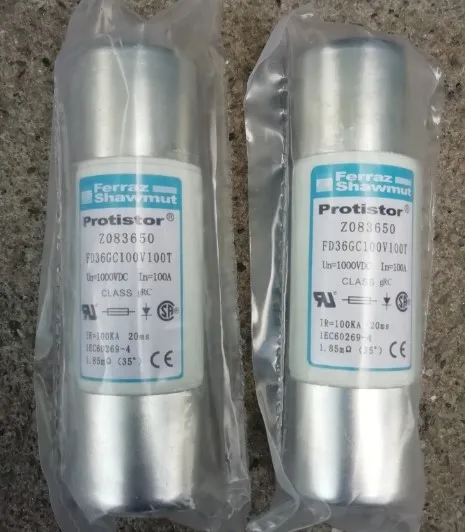 Ferraz
Shawmut
Protistor®
Z083650
FD36GC100V100T
Un=1000VDC In=100A
CLASS gRC
IR=100KA 20ms
iEC60269-4
1.85mΩ (35°) CE
Ferraz
Shawmut
Protistor®
Z083650
FD36GC100V100T
Un=1000VDC In=100A
CLASS gRC
IR=100KA 20ms
iEC60269-4
1.85mΩ (35°) CE